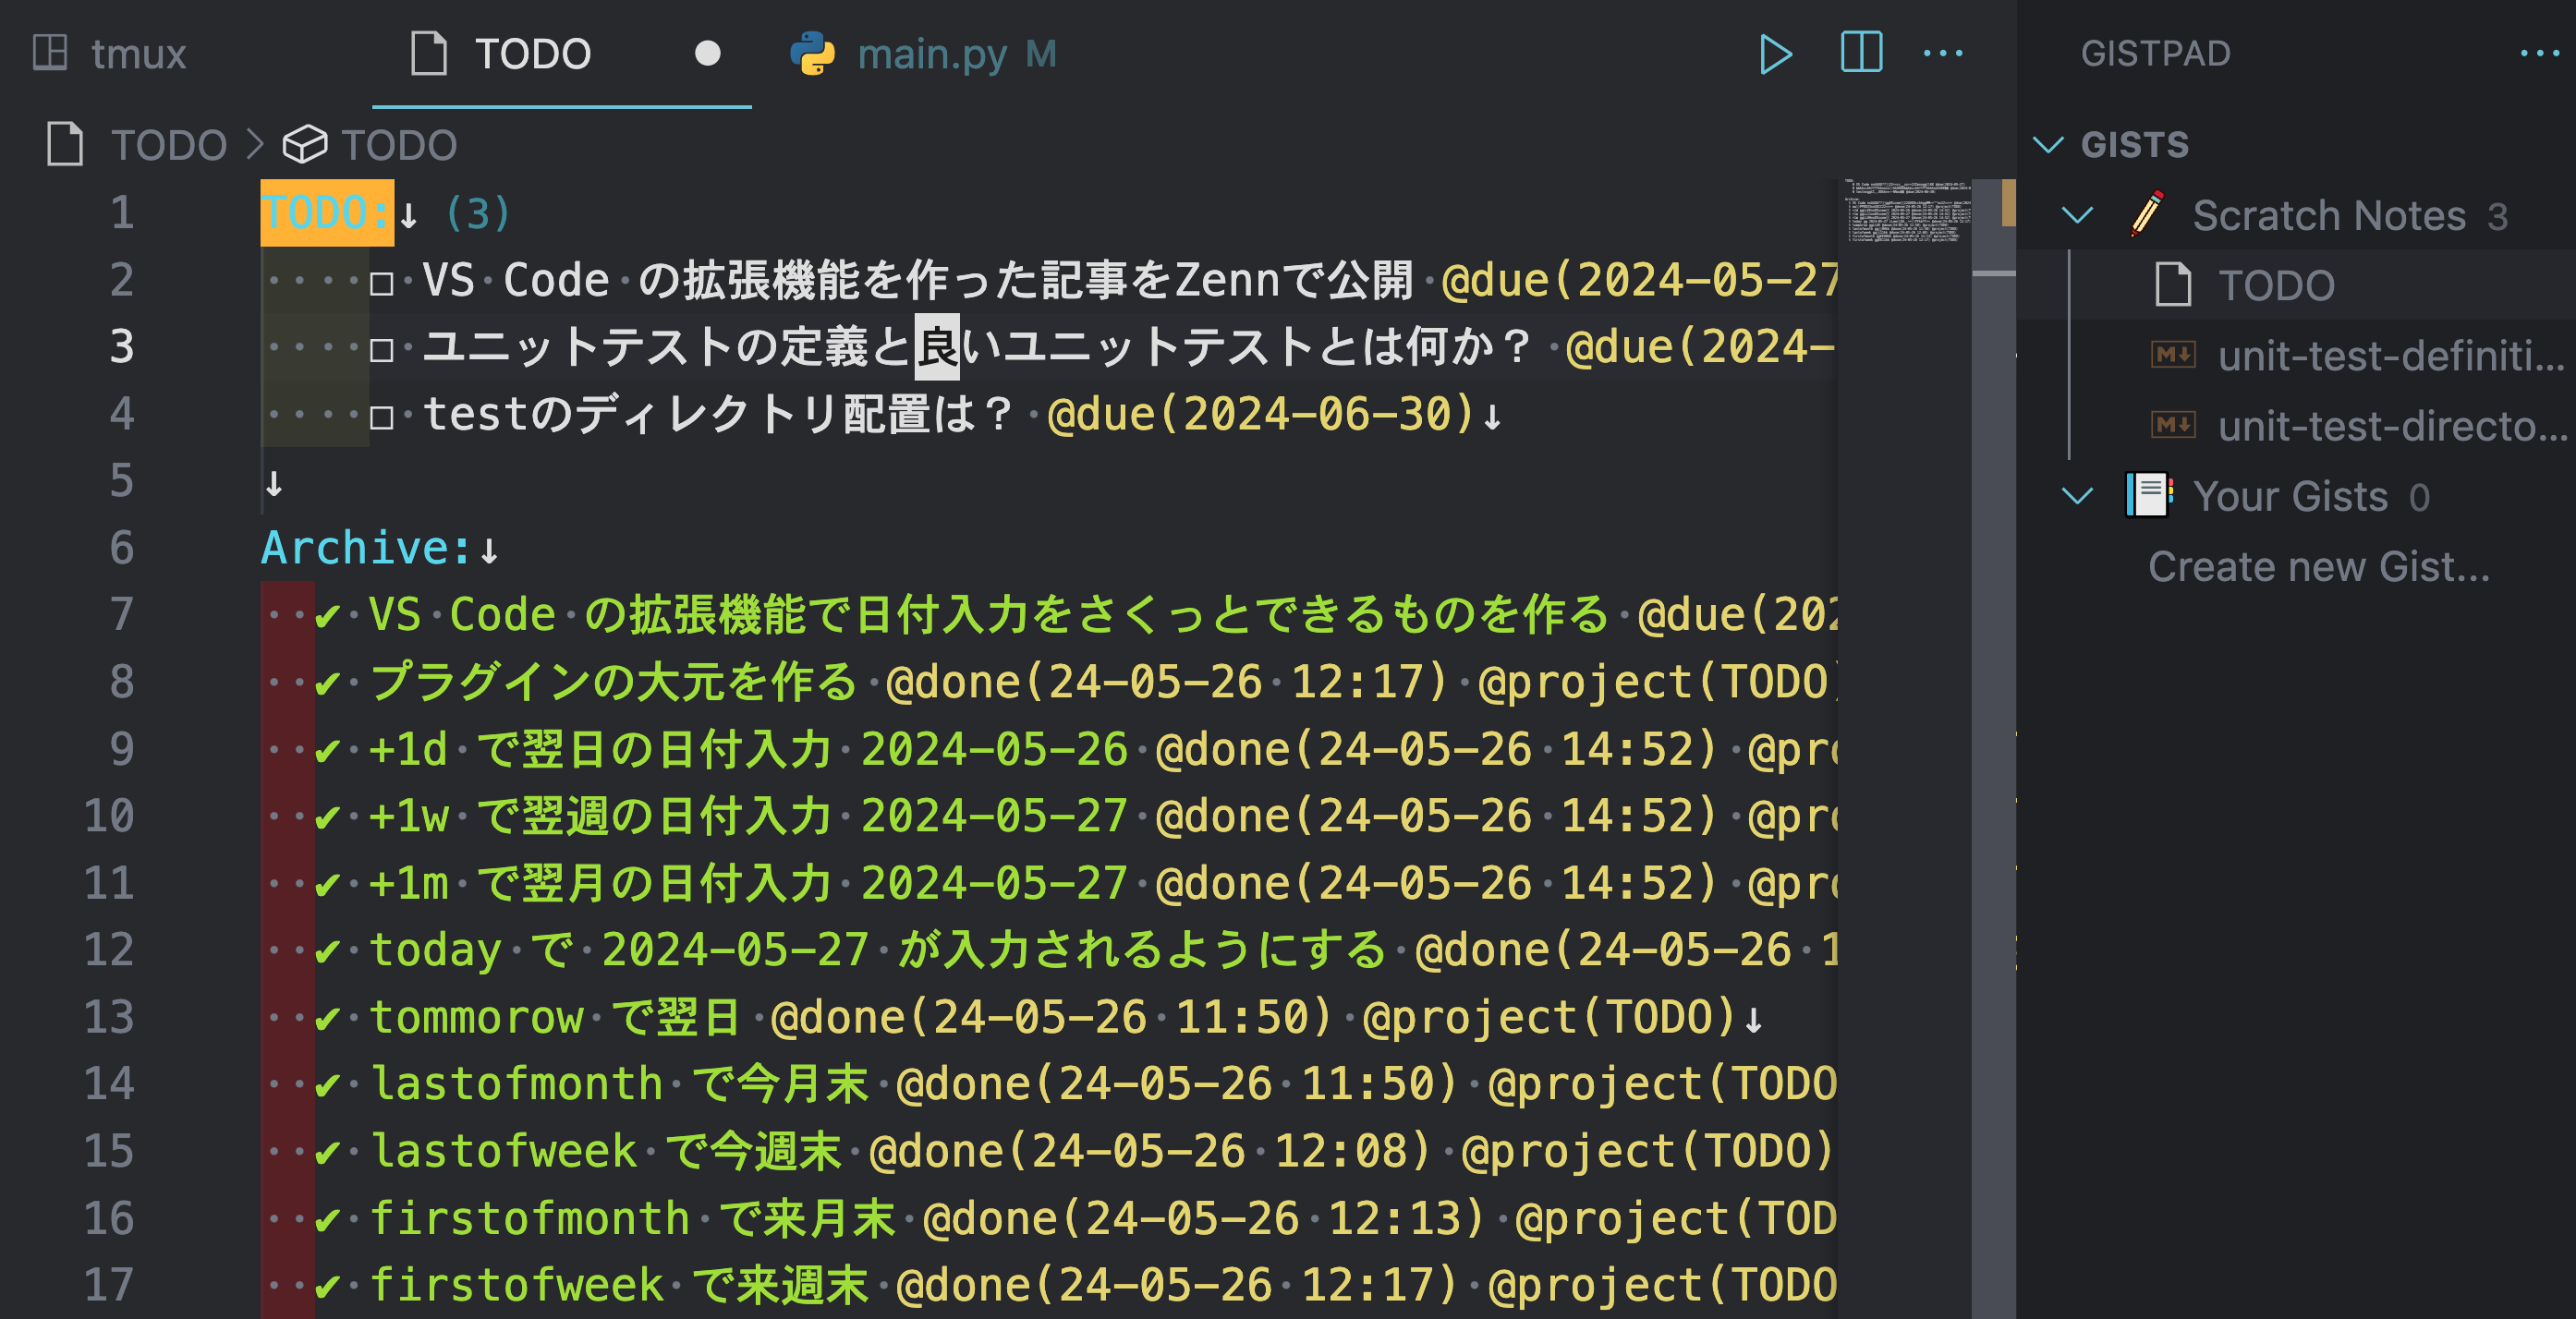 tmux
TODO
main.py M
GISTPAD
TODO > TODO
GISTS
1 TODO:↓ (3)
Scratch Notes 3
2 □ VS Code の拡張機能を作った記事をZennで公開 @due(2024-05-27
TODO
3 □ ユニットテストの定義と良いユニットテストとは何か？ @due(2024-
unit-test-definiti...
4 □ testのディレクトリ配置は？ @due(2024-06-30)↓
unit-test-directo...
5 ↓
Your Gists 0
6 Archive:↓
Create new Gist...
7 ✔ VS Code の拡張機能で日付入力をさくっとできるものを作る @due(202
8 ✔ プラグインの大元を作る @done(24-05-26 12:17) @project(TODO)
9 ✔ +1d で翌日の日付入力 2024-05-26 @done(24-05-26 14:52) @pro
10 ✔ +1w で翌週の日付入力 2024-05-27 @done(24-05-26 14:52) @pro
11 ✔ +1m で翌月の日付入力 2024-05-27 @done(24-05-26 14:52) @pro
12 ✔ today で 2024-05-27 が入力されるようにする @done(24-05-26 1
13 ✔ tommorow で翌日 @done(24-05-26 11:50) @project(TODO)↓
14 ✔ lastofmonth で今月末 @done(24-05-26 11:50) @project(TODO
15 ✔ lastofweek で今週末 @done(24-05-26 12:08) @project(TODO)
16 ✔ firstofmonth で来月末 @done(24-05-26 12:13) @project(TOD
17 ✔ firstofweek で来週末 @done(24-05-26 12:17) @project(TODO